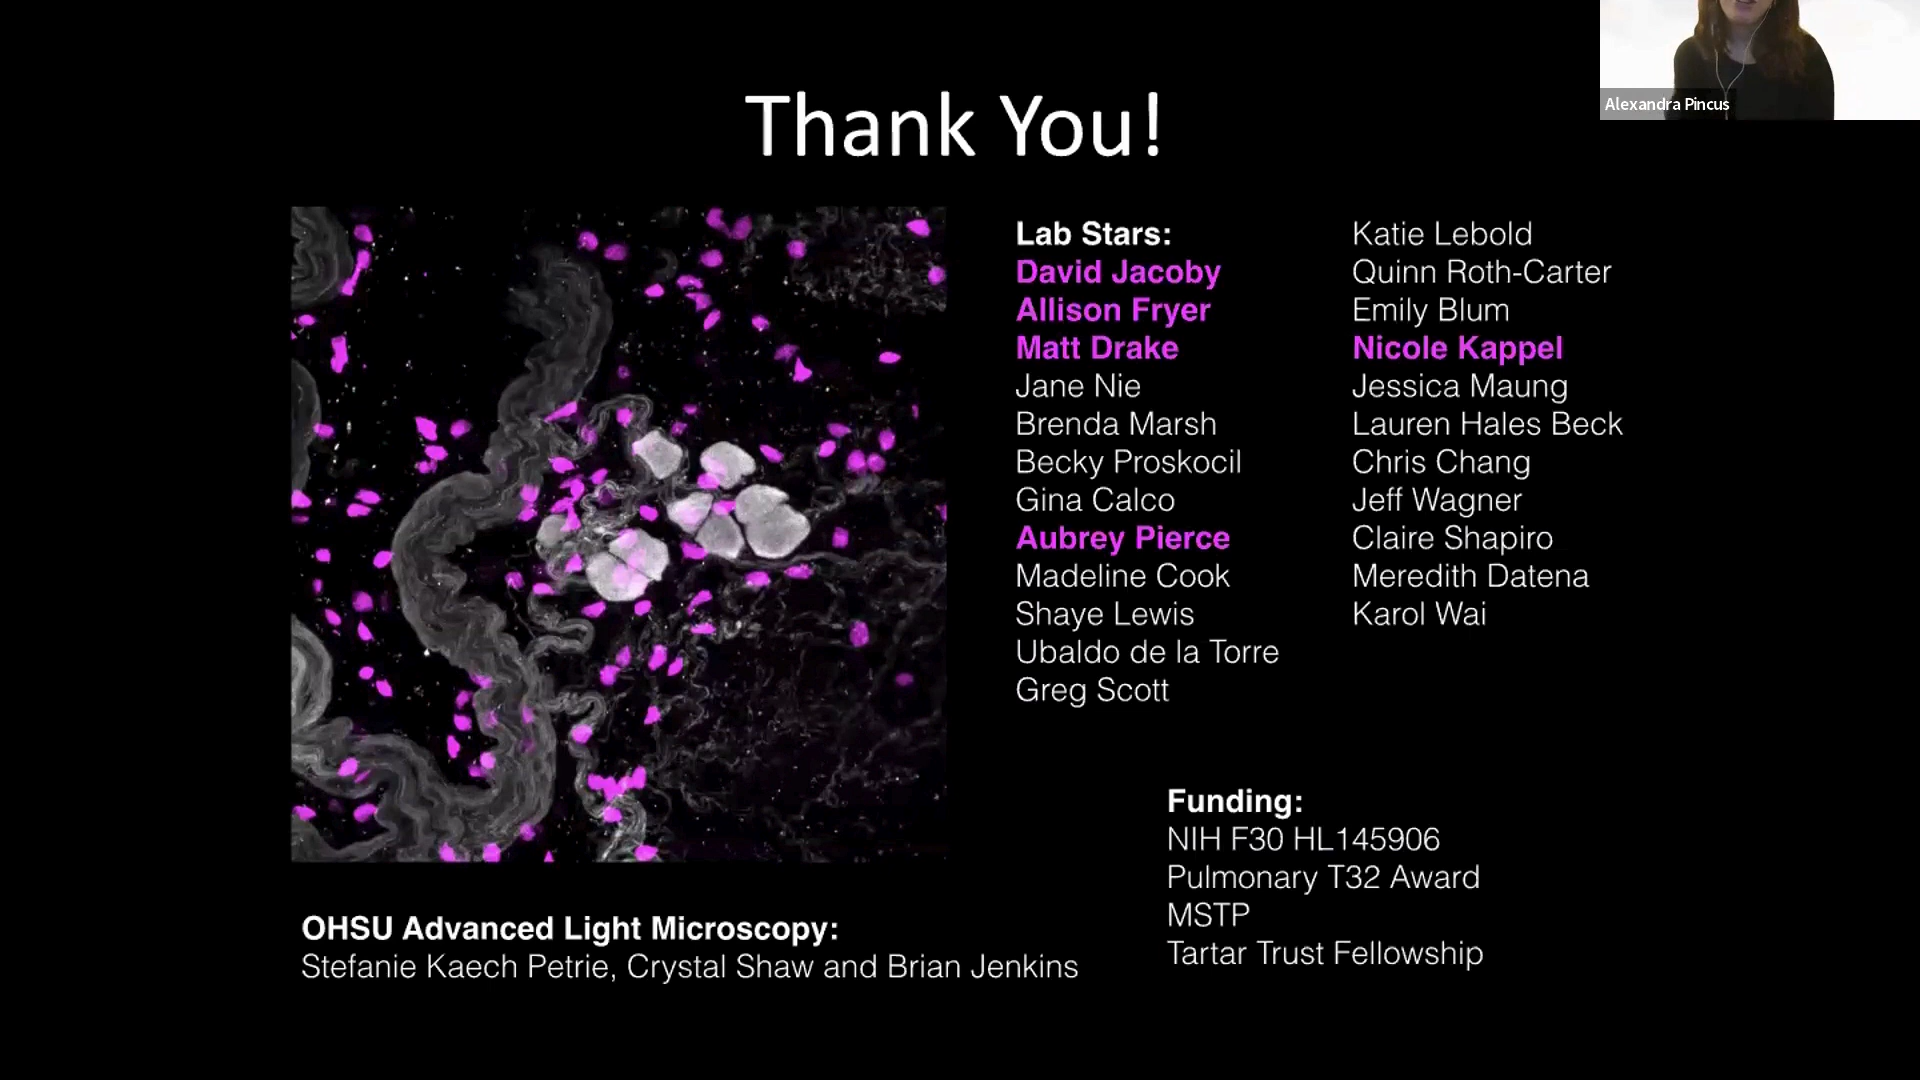 Thank You!
Alexandra Pincus
Lab Stars:
David Jacoby
Allison Fryer
Matt Drake
Jane Nie
Brenda Marsh
Becky Proskocil
Gina Calco
Aubrey Pierce
Madeline Cook
Shaye Lewis
Ubaldo de la Torre
Greg Scott
Katie Lebold
Quinn Roth-Carter
Emily Blum
Nicole Kappel
Jessica Maung
Lauren Hales Beck
Chris Chang
Jeff Wagner
Claire Shapiro
Meredith Datena
Karol Wai
Funding:
NIH F30 HL145906
Pulmonary T32 Award
MSTP
Tartar Trust Fellowship
OHSU Advanced Light Microscopy:
Stefanie Kaech Petrie, Crystal Shaw and Brian Jenkins